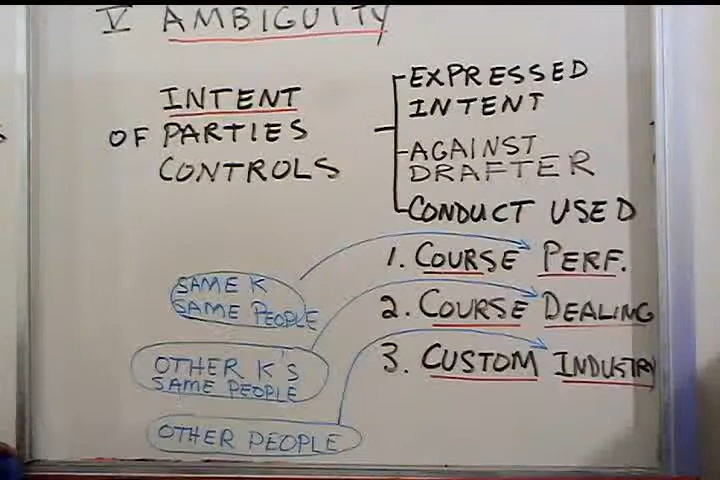 V AMBIGUITY
INTENT
OF PARTIES
CONTROLS
EXPRESSED
INTENT
AGAINST
DRAFTER
CONDUCT USED
1. COURSE PERF.
SAME K
SAME PEOPLE
2. COURSE DEALING
OTHER K'S
SAME PEOPLE
3. CUSTOM INDUSTRY
OTHER PEOPLE